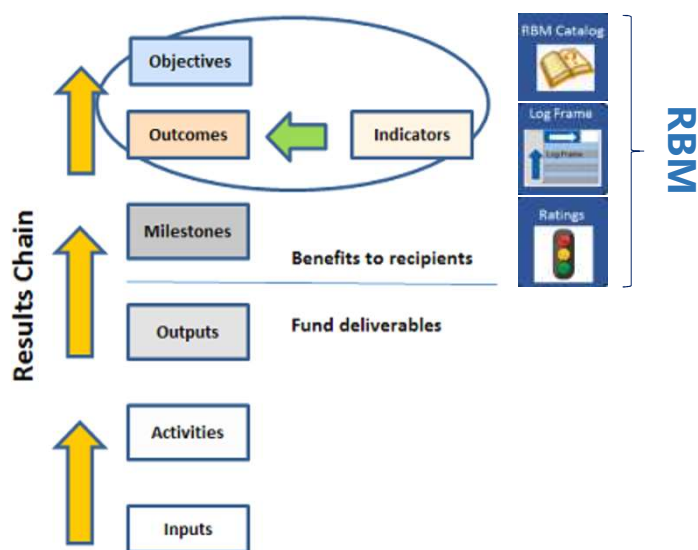 Objectives
Outcomes
Indicators
Milestones
Benefits to recipients
Outputs
Fund deliverables
Activities
Inputs
Results Chain
RBM Catalog
Log Frame
Log Frame
Ratings
RBM